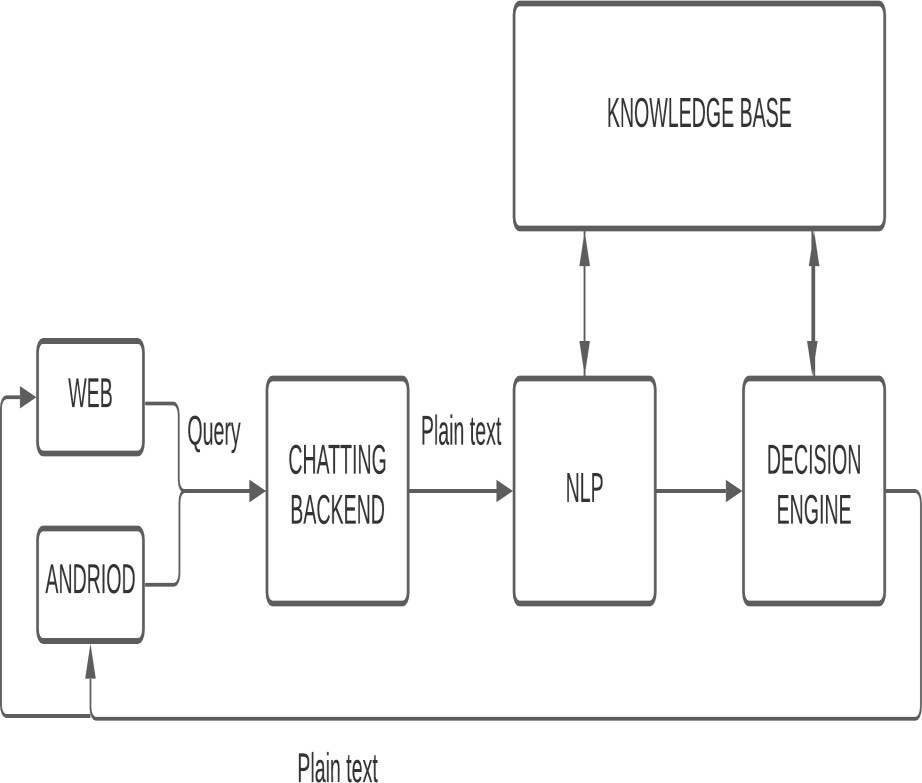 KNOWLEDGE BASE
WEB
Query
CHATTING
BACKEND
Plain text
NLP
DECISION
ENGINE
ANDRIOD
Plain text